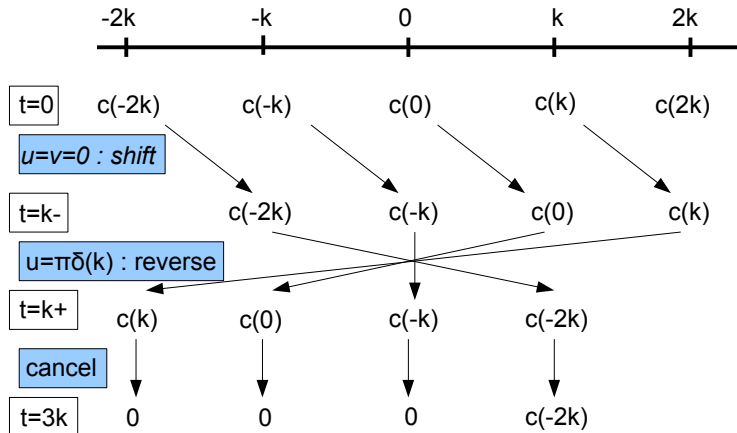 -2k -k 0 k 2k
t=0 c(-2k) c(-k) c(0) c(k) c(2k)
u=v=0 : shift
t=k- c(-2k) c(-k) c(0) c(k)
u=πδ(k) : reverse
t=k+ c(k) c(0) c(-k) c(-2k)
cancel
t=3k 0 0 0 c(-2k)